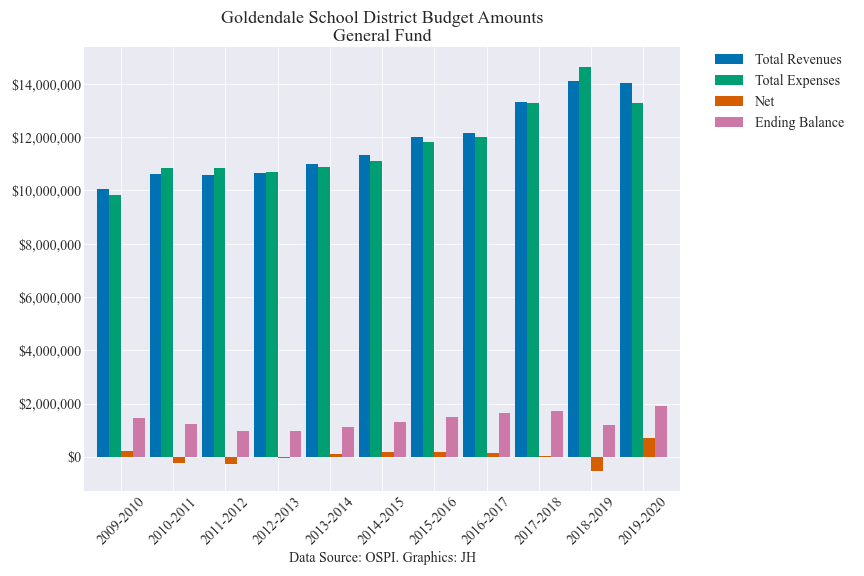 Goldendale School District Budget Amounts
General Fund
Total Revenues
Total Expenses
Net
Ending Balance
$14,000,000
$12,000,000
$10,000,000
$8,000,000
$6,000,000
$4,000,000
$2,000,000
$0
2009-2010
2010-2011
2011-2012
2012-2013
2013-2014
2014-2015
2015-2016
2016-2017
2017-2018
2018-2019
2019-2020
Data Source: OSPI. Graphics: JH